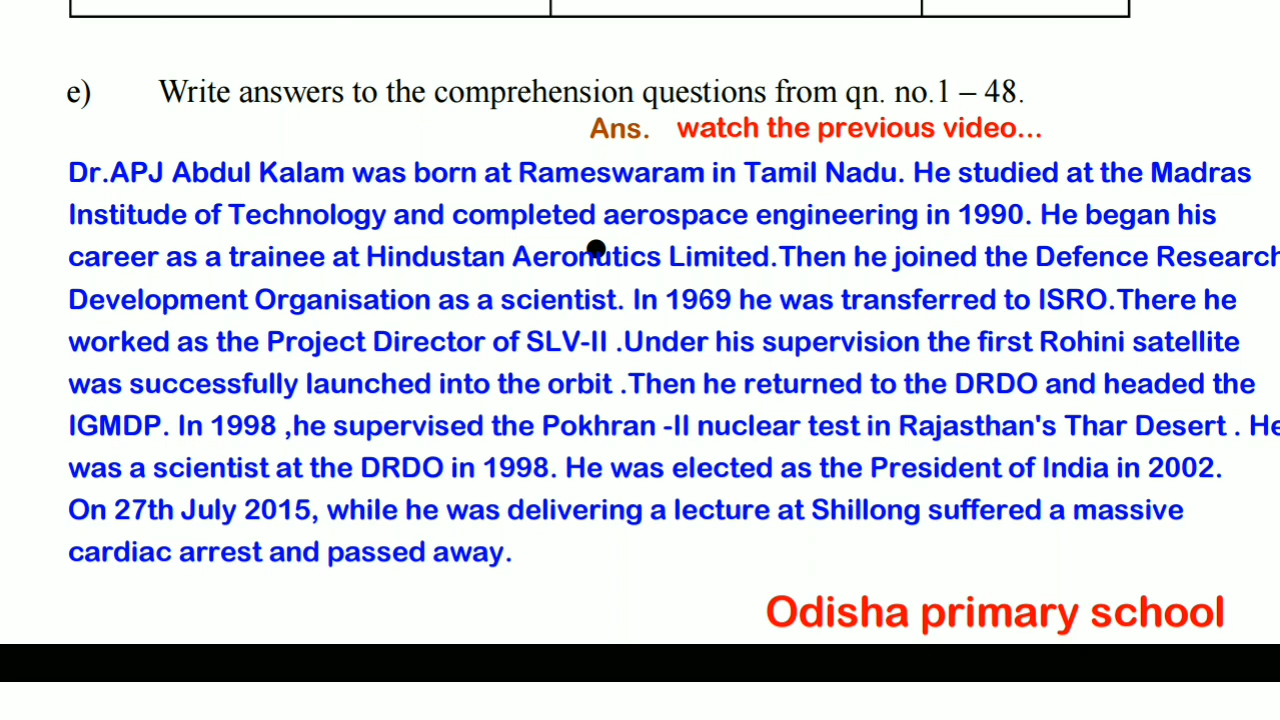 e) Write answers to the comprehension questions from qn. no.1 – 48.
Ans. watch the previous video...
Dr.APJ Abdul Kalam was born at Rameswaram in Tamil Nadu. He studied at the Madras
Institude of Technology and completed aerospace engineering in 1990. He began his
career as a trainee at Hindustan Aeronutics Limited.Then he joined the Defence Research
Development Organisation as a scientist. In 1969 he was transferred to ISRO.There he
worked as the Project Director of SLV-II .Under his supervision the first Rohini satellite
was successfully launched into the orbit .Then he returned to the DRDO and headed the
IGMDP. In 1998 ,he supervised the Pokhran -II nuclear test in Rajasthan's Thar Desert . He
was a scientist at the DRDO in 1998. He was elected as the President of India in 2002.
On 27th July 2015, while he was delivering a lecture at Shillong suffered a massive
cardiac arrest and passed away.
Odisha primary school